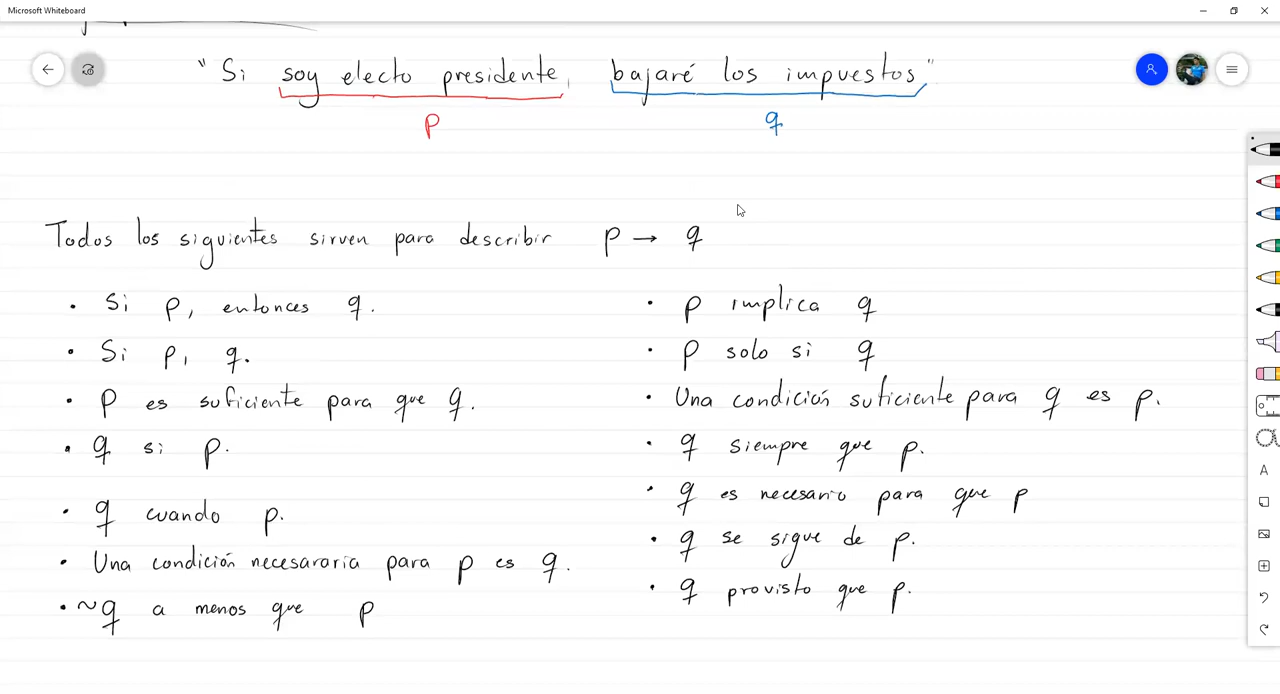 Microsoft Whiteboard
"Si soy electo presidente, bajaré los impuestos"
p q
Todos los siguientes sirven para describir p → q
• Si p, entonces q.
• Si p, q.
• p es suficiente para que q.
• q si p.
• q cuando p.
• Una condición necesararia para p es q.
• ~q a menos que p
• p implica q
• p solo si q
• Una condición suficiente para q es p.
• q siempre que p.
• q es necesario para que p
• q se sigue de p.
• q provisto que p.
A